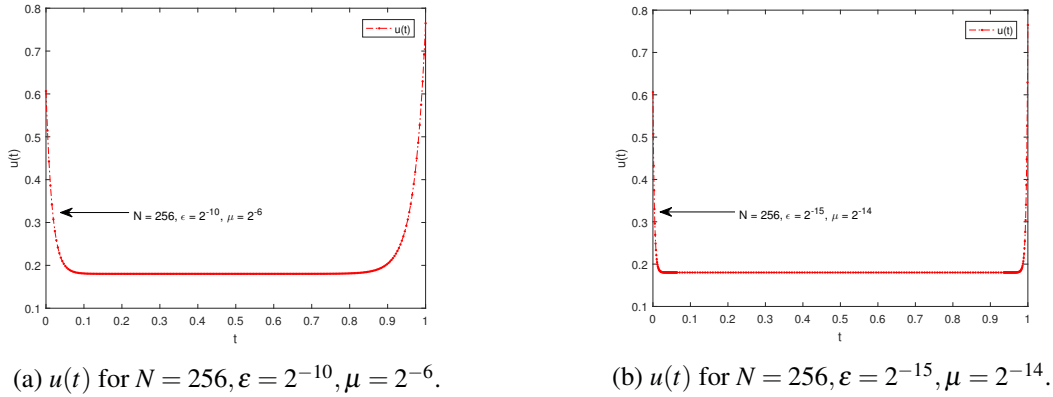 0.8
0.7
0.6
0.5
0.4
0.3
0.2
0.1
u(t)
u(t)
N = 256, ϵ = 2^-10, μ = 2^-6
0 0.1 0.2 0.3 0.4 0.5 0.6 0.7 0.8 0.9 1
t
(a) u(t) for N = 256, ε = 2^−10, μ = 2^−6.
0.8
0.7
0.6
0.5
0.4
0.3
0.2
0.1
u(t)
u(t)
N = 256, ϵ = 2^-15, μ = 2^-14
0 0.1 0.2 0.3 0.4 0.5 0.6 0.7 0.8 0.9 1
t
(b) u(t) for N = 256, ε = 2^−15, μ = 2^−14.